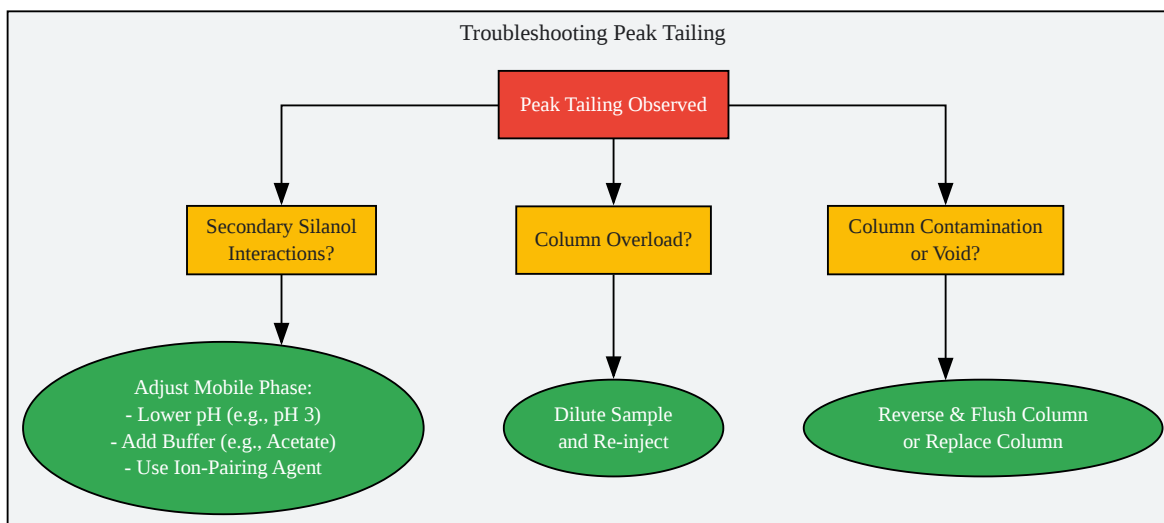 Troubleshooting Peak Tailing
Peak Tailing Observed
Secondary Silanol
Interactions?
Column Overload?
Column Contamination
or Void?
Adjust Mobile Phase:
- Lower pH (e.g., pH 3)
- Add Buffer (e.g., Acetate)
- Use Ion-Pairing Agent
Dilute Sample
and Re-inject
Reverse & Flush Column
or Replace Column